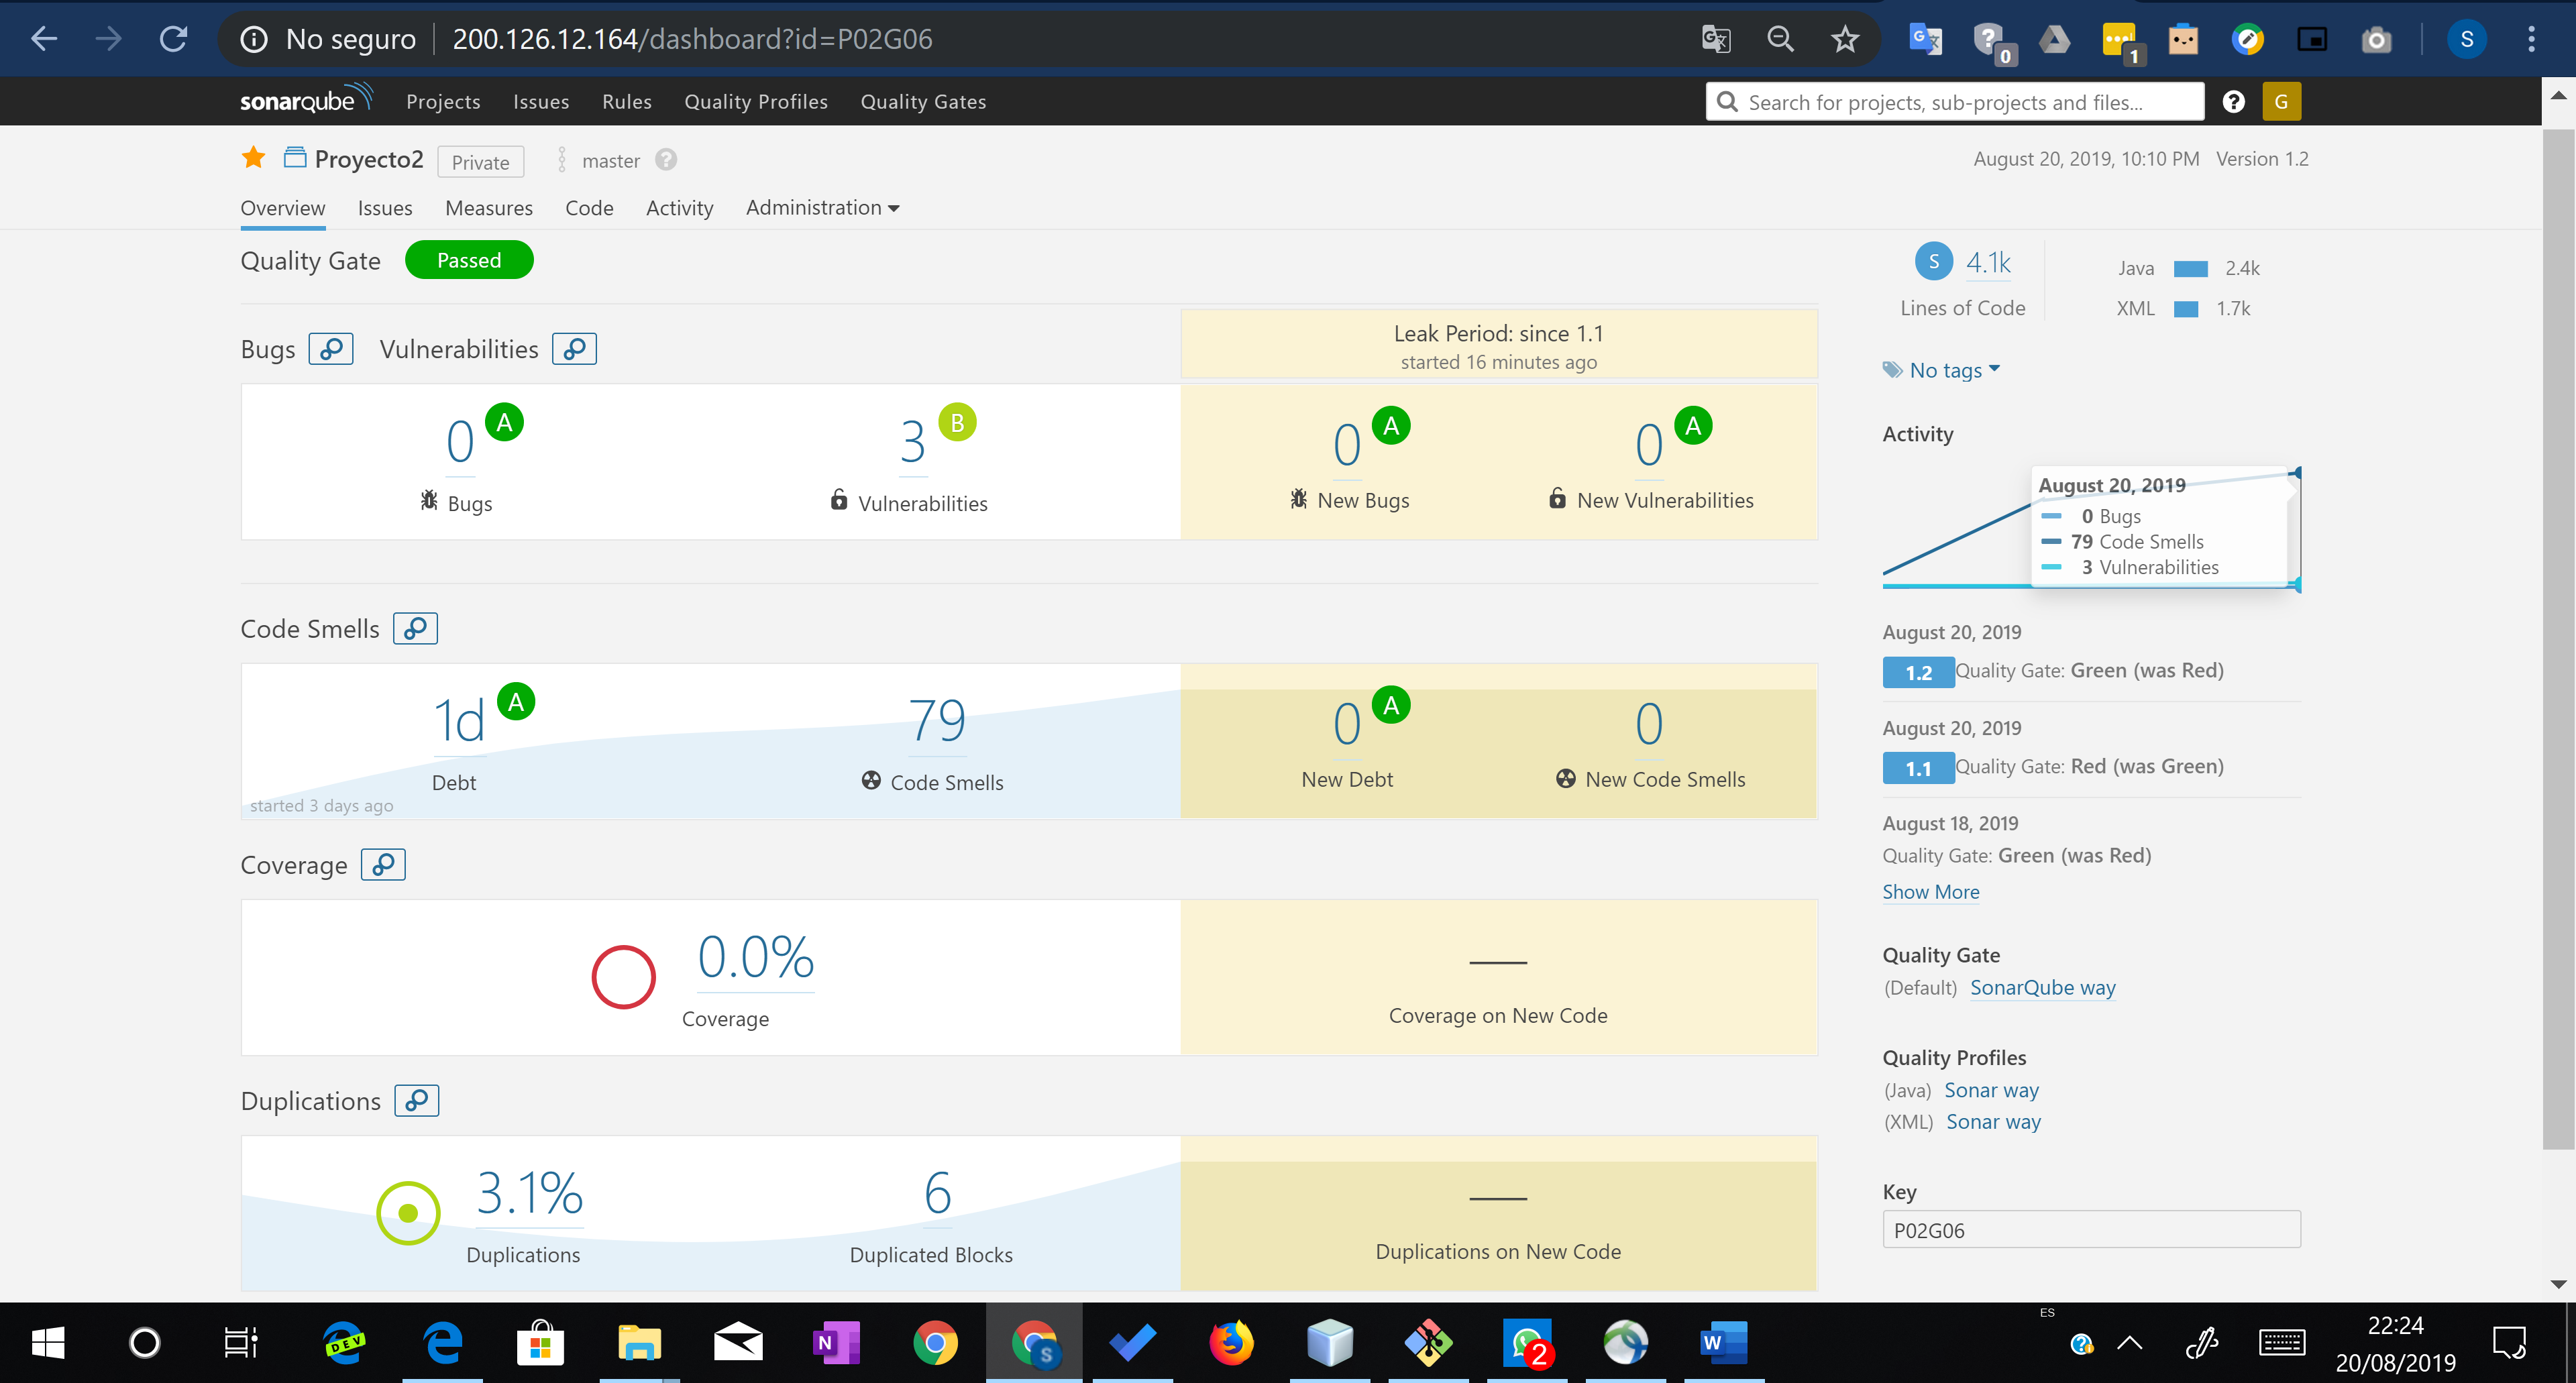 No seguro 200.126.12.164/dashboard?id=P02G06
0
1
S
sonarqube Projects Issues Rules Quality Profiles Quality Gates
Search for projects, sub-projects and files...
G
Proyecto2 Private master
August 20, 2019, 10:10 PM Version 1.2
Overview Issues Measures Code Activity Administration
Quality Gate Passed
Bugs Vulnerabilities
Leak Period: since 1.1
started 16 minutes ago
0 A
Bugs
3 B
Vulnerabilities
0 A
New Bugs
0 A
New Vulnerabilities
Code Smells
1d A
Debt
79
Code Smells
started 3 days ago
0 A
New Debt
0
New Code Smells
Coverage
0.0%
Coverage
Coverage on New Code
Duplications
3.1%
Duplications
6
Duplicated Blocks
Duplications on New Code
S 4.1k
Lines of Code
Java 2.4k
XML 1.7k
No tags
Activity
August 20, 2019
0 Bugs
79 Code Smells
3 Vulnerabilities
August 20, 2019
1.2 Quality Gate: Green (was Red)
August 20, 2019
1.1 Quality Gate: Red (was Green)
August 18, 2019
Quality Gate: Green (was Red)
Show More
Quality Gate
(Default) SonarQube way
Quality Profiles
(Java) Sonar way
(XML) Sonar way
Key
P02G06
DEV
N
S
2
W
ES
22:24
20/08/2019